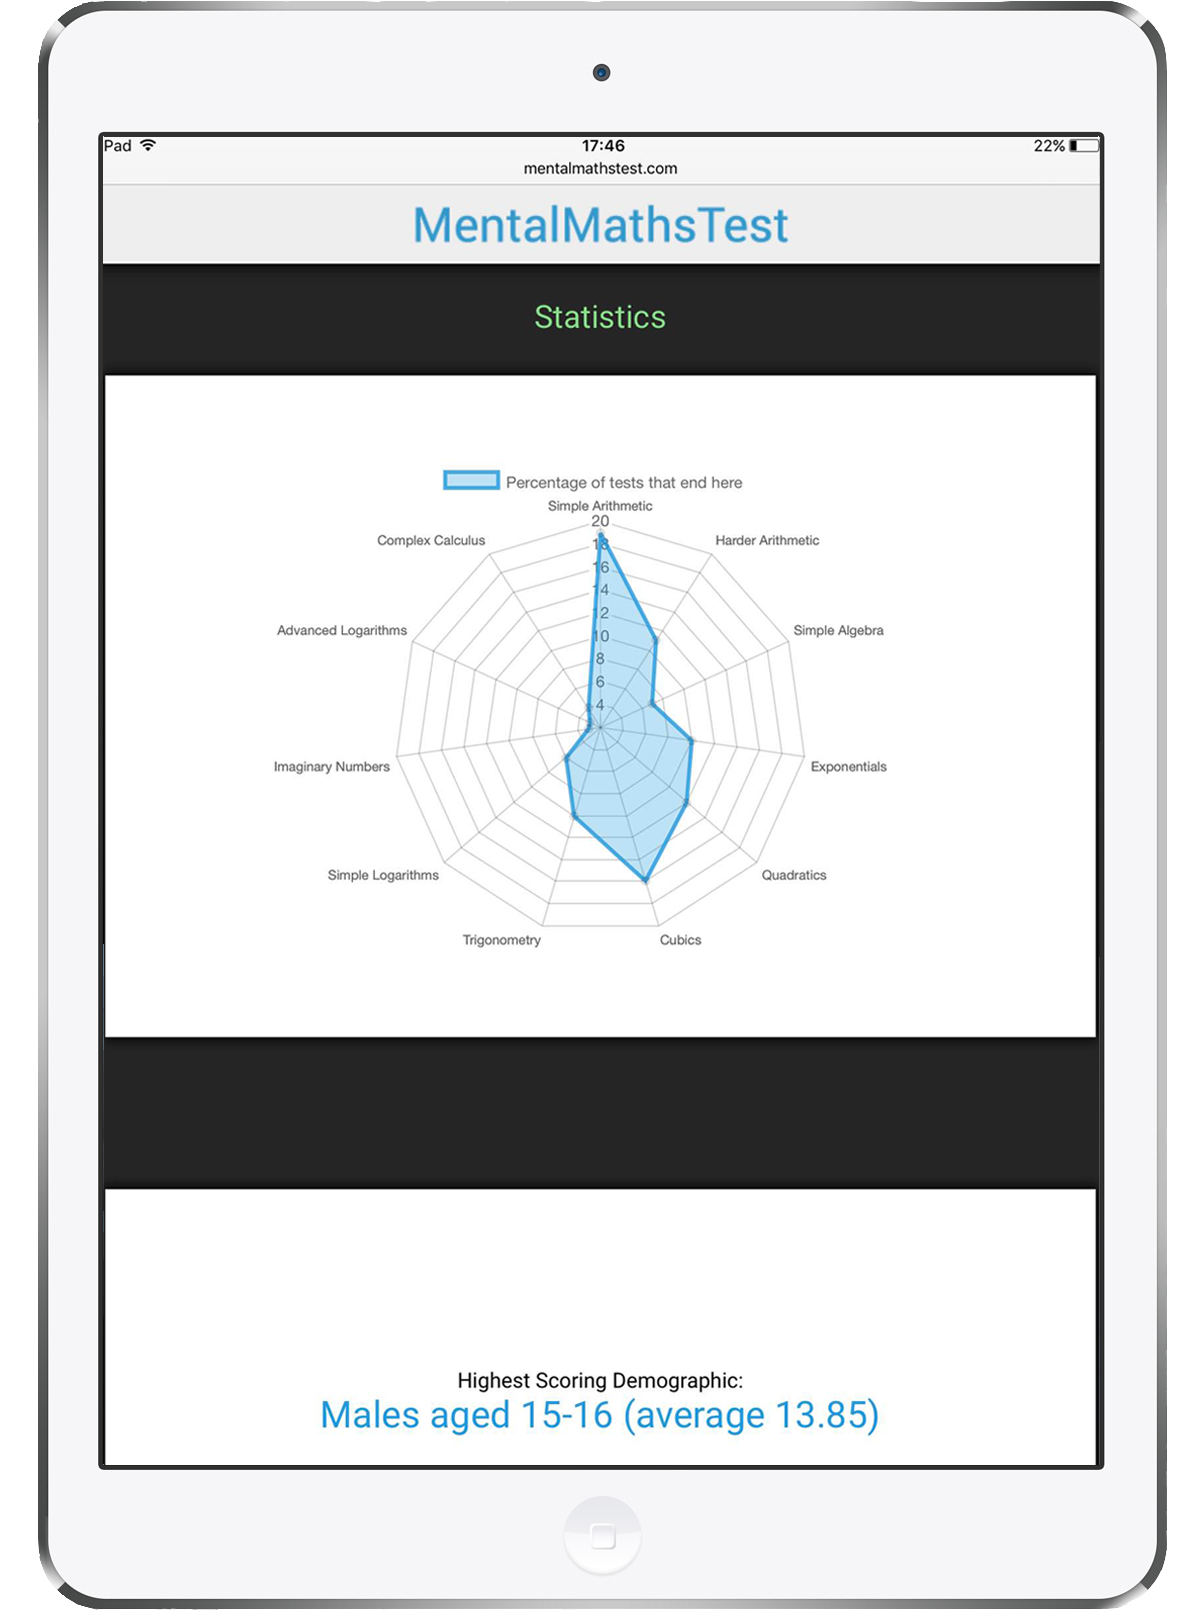 Pad 17:46 22%
mentalmathstest.com
MentalMathsTest
Statistics
Percentage of tests that end here
Simple Arithmetic
20
Complex Calculus
Harder Arithmetic
18
16
14
12
Advanced Logarithms
Simple Algebra
10
8
6
4
Imaginary Numbers
Exponentials
Simple Logarithms
Quadratics
Trigonometry
Cubics
Highest Scoring Demographic:
Males aged 15-16 (average 13.85)